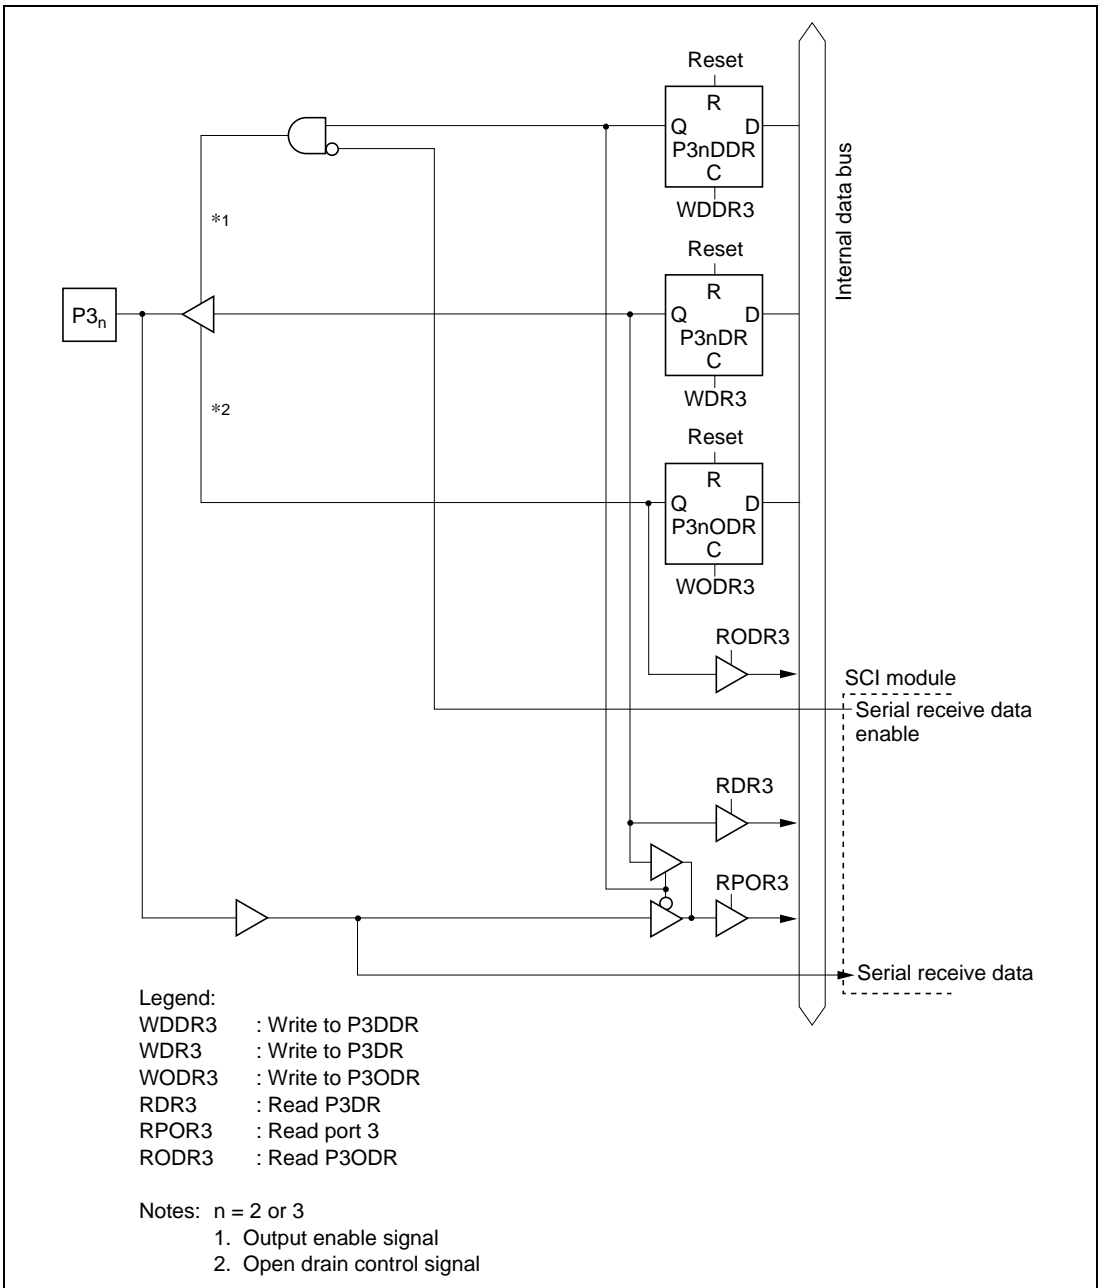 Reset
R
Q D
P3nDDR
C
WDDR3
Internal data bus
*1
Reset
R
P3n
Q D
P3nDR
C
WDR3
*2
Reset
R
Q D
P3nODR
C
WODR3
RODR3
SCI module
Serial receive data
enable
RDR3
RPOR3
Serial receive data
Legend:
WDDR3 : Write to P3DDR
WDR3 : Write to P3DR
WODR3 : Write to P3ODR
RDR3 : Read P3DR
RPOR3 : Read port 3
RODR3 : Read P3ODR
Notes: n = 2 or 3
1. Output enable signal
2. Open drain control signal